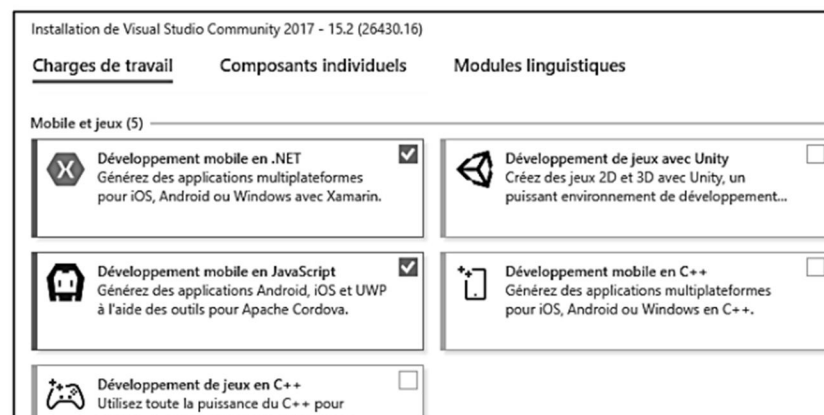 Installation de Visual Studio Community 2017 - 15.2 (26430.16)
Charges de travail Composants individuels Modules linguistiques
Mobile et jeux (5)
Développement mobile en .NET
Générez des applications multiplateformes
pour iOS, Android ou Windows avec Xamarin.
Développement de jeux avec Unity
Créez des jeux 2D et 3D avec Unity, un
puissant environnement de développement...
Développement mobile en JavaScript
Générez des applications Android, iOS et UWP
à l'aide des outils pour Apache Cordova.
Développement mobile en C++
Générez des applications multiplateformes
pour iOS, Android ou Windows en C++.
Développement de jeux en C++
Utilisez toute la puissance du C++ pour